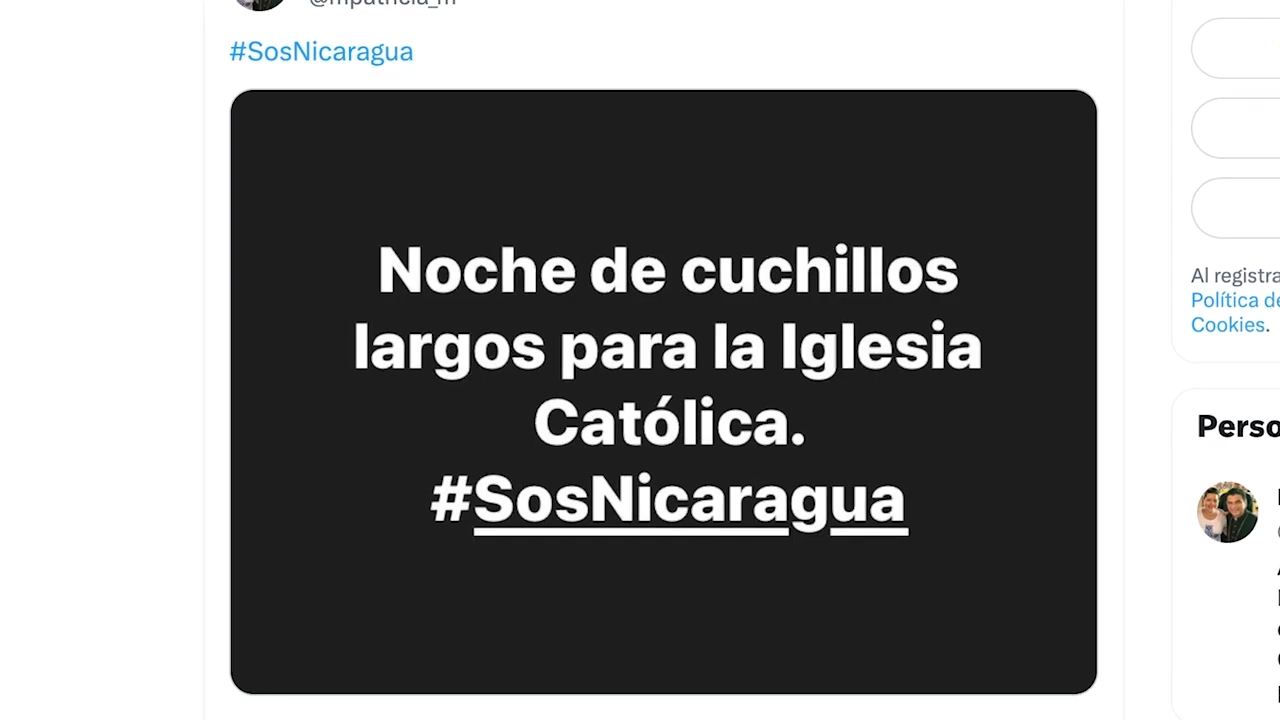 #SosNicaragua
Noche de cuchillos
largos para la Iglesia
Católica.
#SosNicaragua
Al registra
Política de
Cookies.
Perso